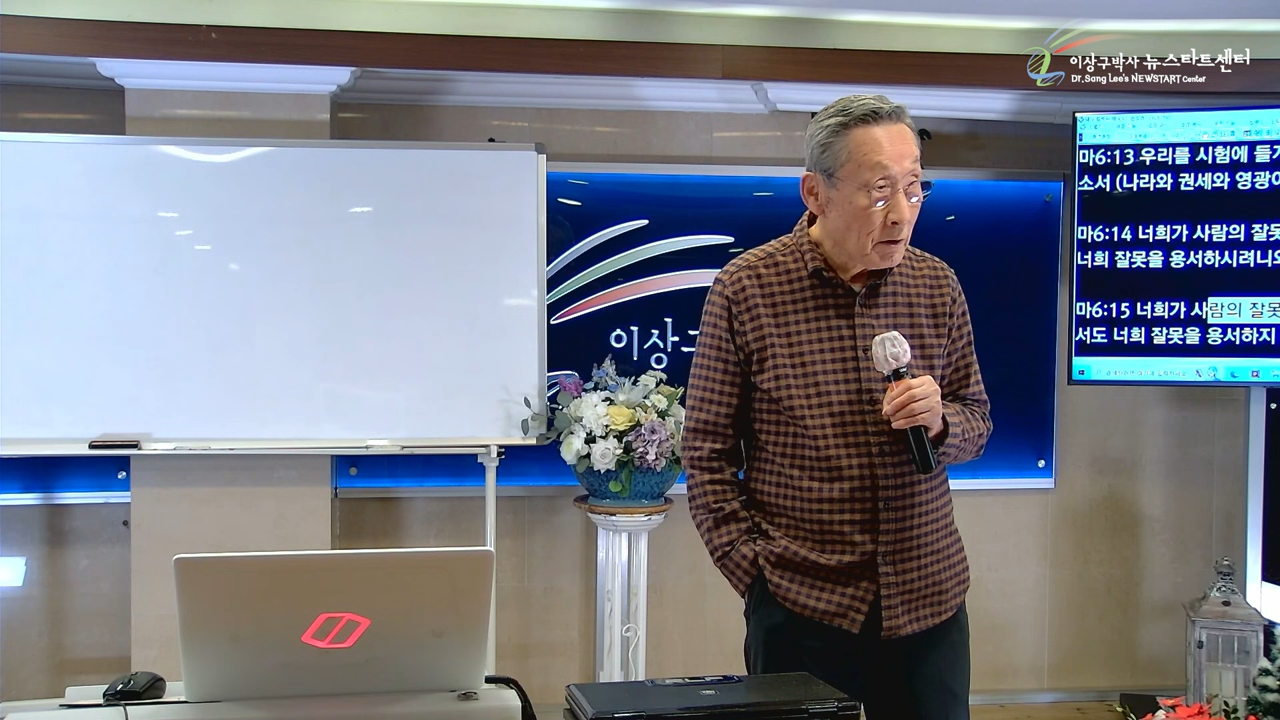 이상구박사 뉴스타트센터
Dr. Sang Lee's NEWSTART Center
마6:13 우리를 시험에 들
소서 (나라와 권세와 영광이
마6:14 너희가 사람의 잘못
너희 잘못을 용서하시려니와
마6:15 너희가 사람의 잘못
서도 너희 잘못을 용서하지
이상구
hp